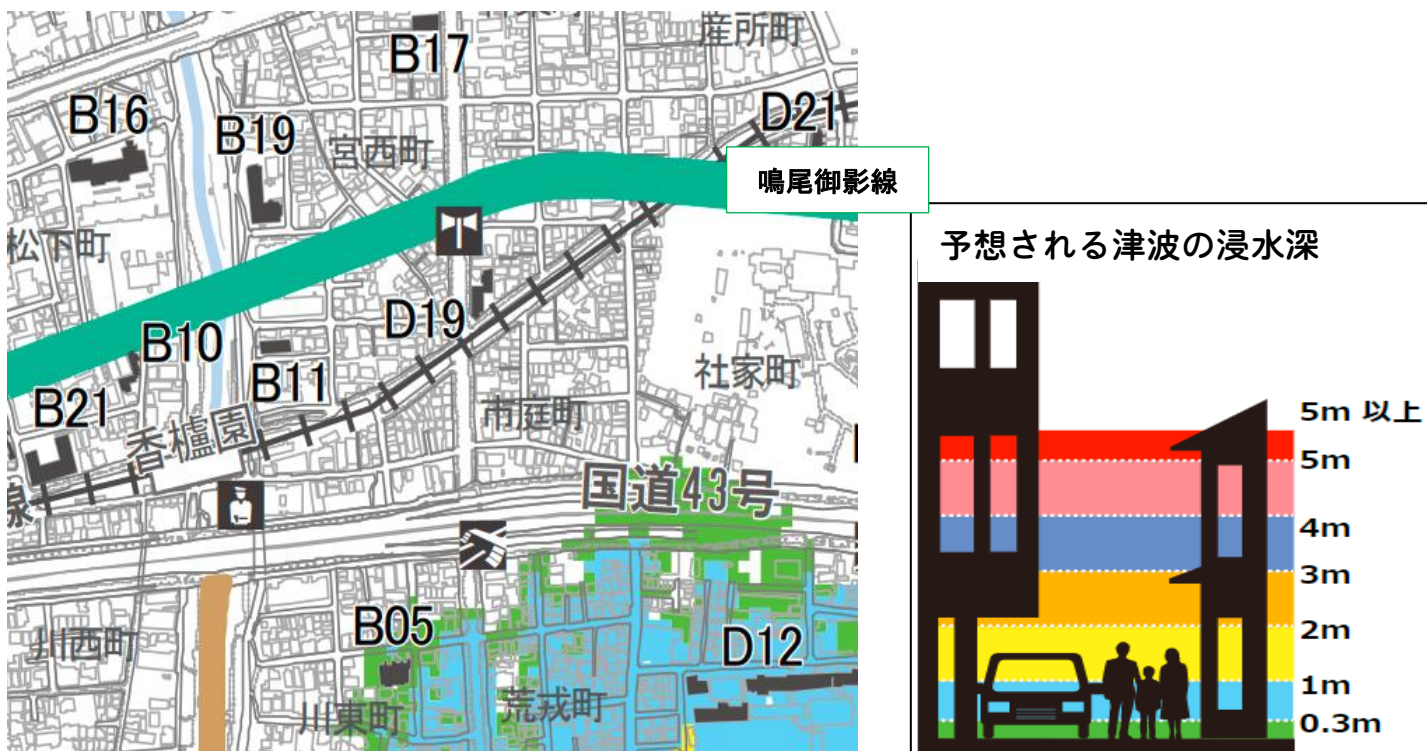 産所町
B17
B16
D21
B19
宮西町
鳴尾御影線
松下町
D19
B10
B11
社家町
B21
市庭町
香櫨園
国道43号
線
B05
川西町
D12
荒戎町
川東町
予想される津波の浸水深
5m 以上
5m
4m
3m
2m
1m
0.3m